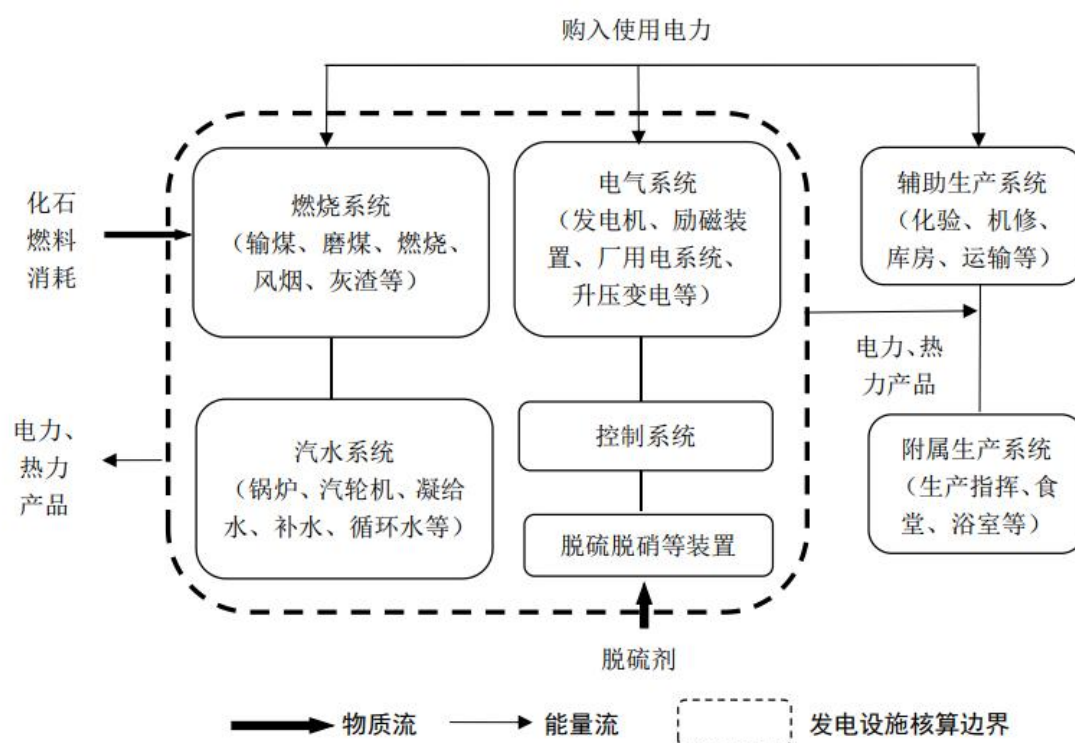 购入使用电力
化石
燃料
消耗
燃烧系统
（输煤、磨煤、燃烧、
风烟、灰渣等）
电气系统
（发电机、励磁装
置、厂用电系统、
升压变电等）
辅助生产系统
（化验、机修、
库房、运输等）
电力、热
力产品
电力、
热力
产品
汽水系统
（锅炉、汽轮机、凝给
水、补水、循环水等）
控制系统
脱硫脱硝等装置
附属生产系统
（生产指挥、食
堂、浴室等）
脱硫剂
物质流
能量流
发电设施核算边界